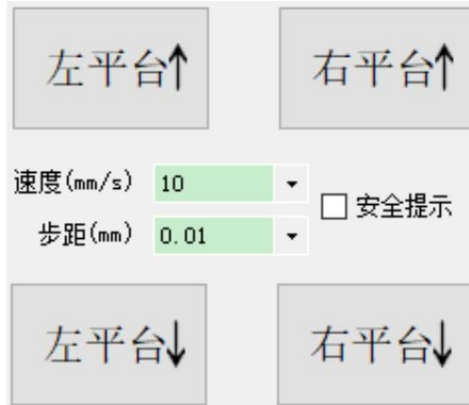 左平台↑ 右平台↑
速度(mm/s) 10
安全提示
步距(mm) 0.01
左平台↓ 右平台↓